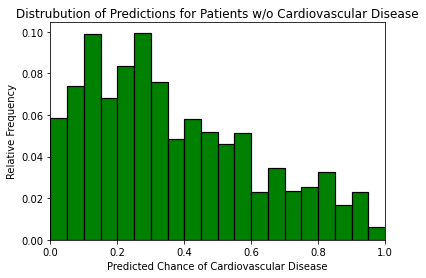 Distrubution of Predictions for Patients w/o Cardiovascular Disease
0.10
0.08
0.06
0.04
0.02
0.00
Relative Frequency
0.0 0.2 0.4 0.6 0.8 1.0
Predicted Chance of Cardiovascular Disease